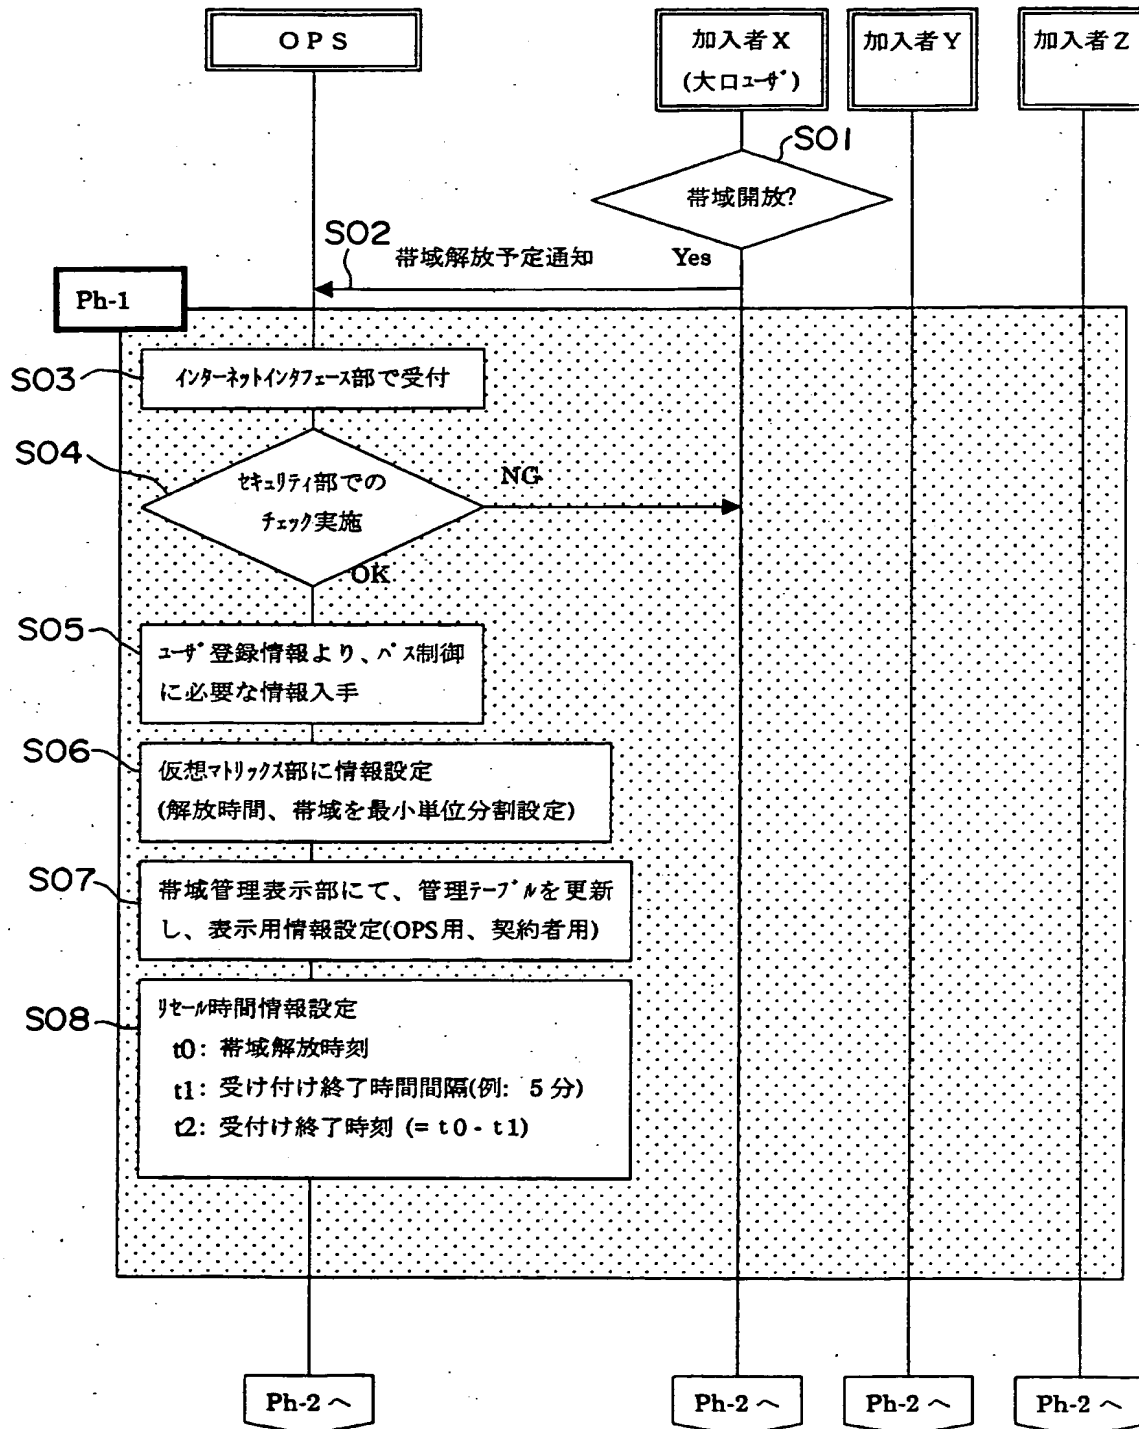 OPS
加入者X
(大口ユーザ)
加入者Y
加入者Z
S01
帯域開放?
S02
帯域解放予定通知
Yes
Ph-1
S03
インターネットインタフェース部で受付
S04
セキュリティ部での
チェック実施
NG
OK
S05
ユーザ登録情報より、パス制御
に必要な情報入手
S06
仮想マトリックス部に情報設定
(解放時間、帯域を最小単位分割設定)
S07
帯域管理表示部にて、管理テーブルを更新
し、表示用情報設定(OPS用、契約者用)
S08
リセール時間情報設定
t0: 帯域解放時刻
t1: 受け付け終了時間間隔(例: 5分)
t2: 受付け終了時刻 (= t0 - t1)
Ph-2へ
Ph-2へ
Ph-2へ
Ph-2へ